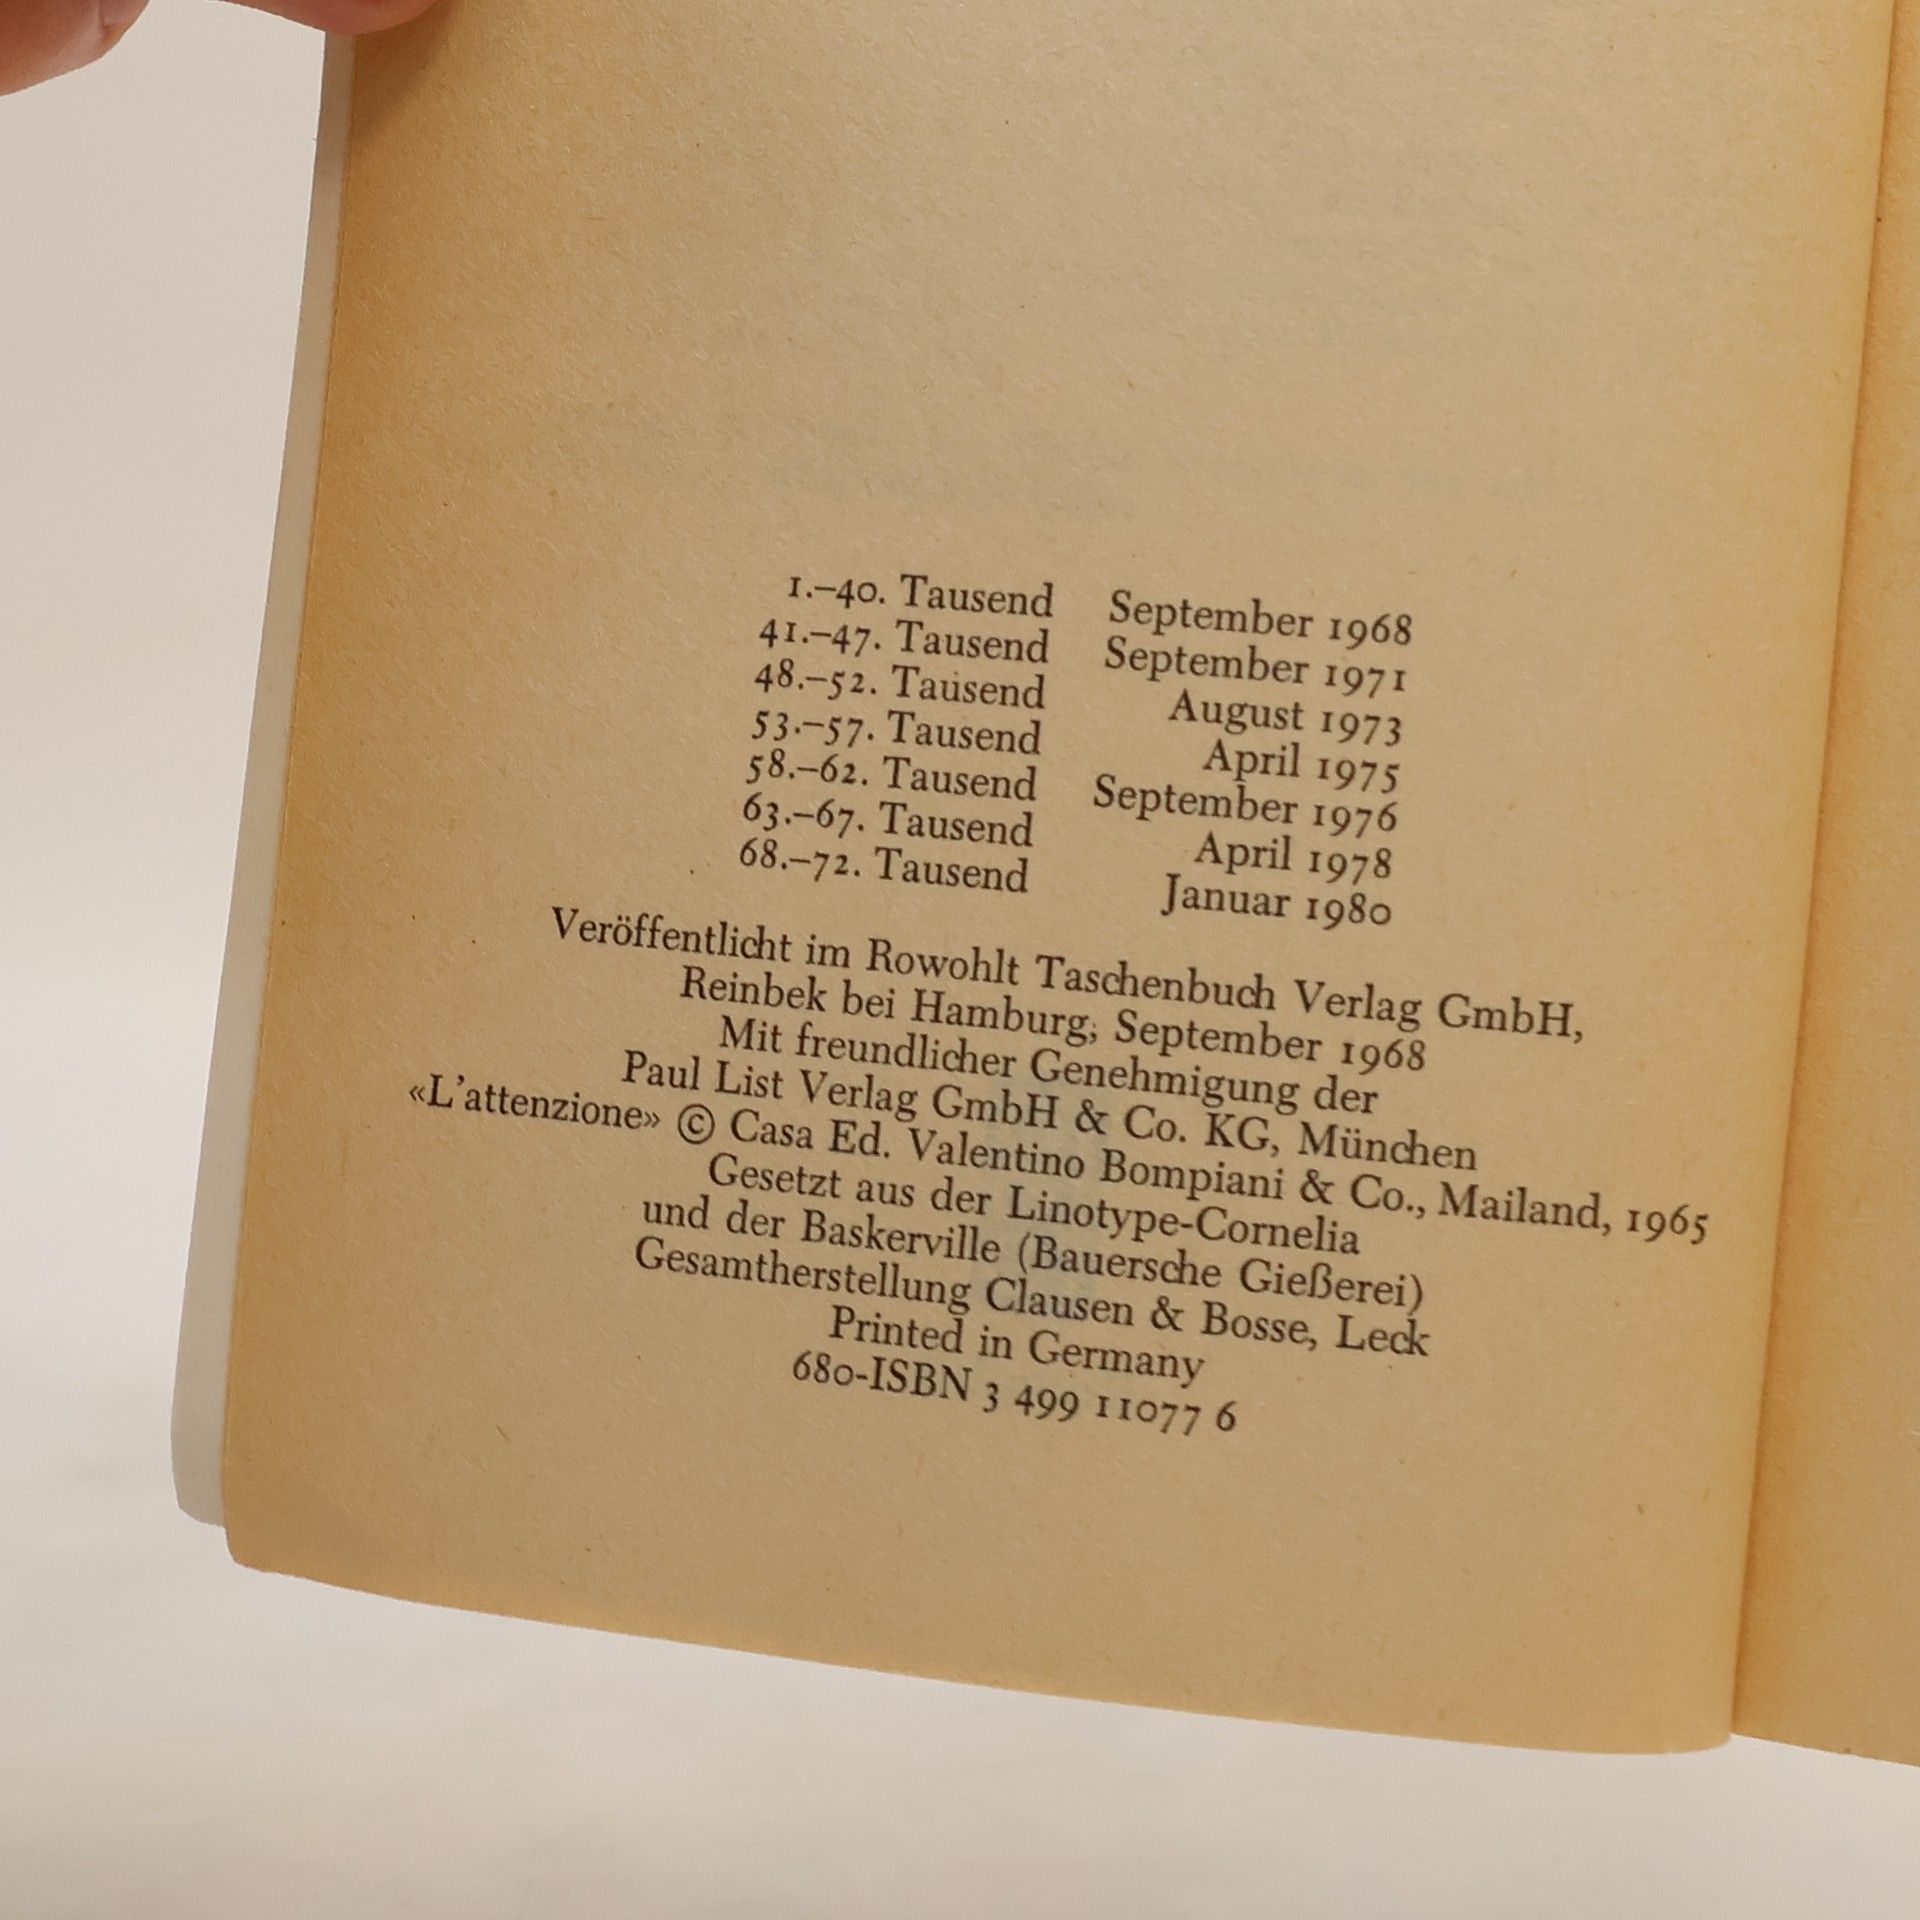 1.–40. Tausend September 1968
41.–47. Tausend September 1971
48.–52. Tausend August 1973
53.–57. Tausend April 1975
58.–62. Tausend September 1976
63.–67. Tausend April 1978
68.–72. Tausend Januar 1980
Veröffentlicht im Rowohlt Taschenbuch Verlag GmbH,
Reinbek bei Hamburg, September 1968
Mit freundlicher Genehmigung der
Paul List Verlag GmbH & Co. KG, München
«L’attenzione» © Casa Ed. Valentino Bompiani & Co., Mailand, 1965
Gesetzt aus der Linotype-Cornelia
und der Baskerville (Bauersche Gießerei)
Gesamtherstellung Clausen & Bosse, Leck
Printed in Germany
680-ISBN 3 499 11077 6